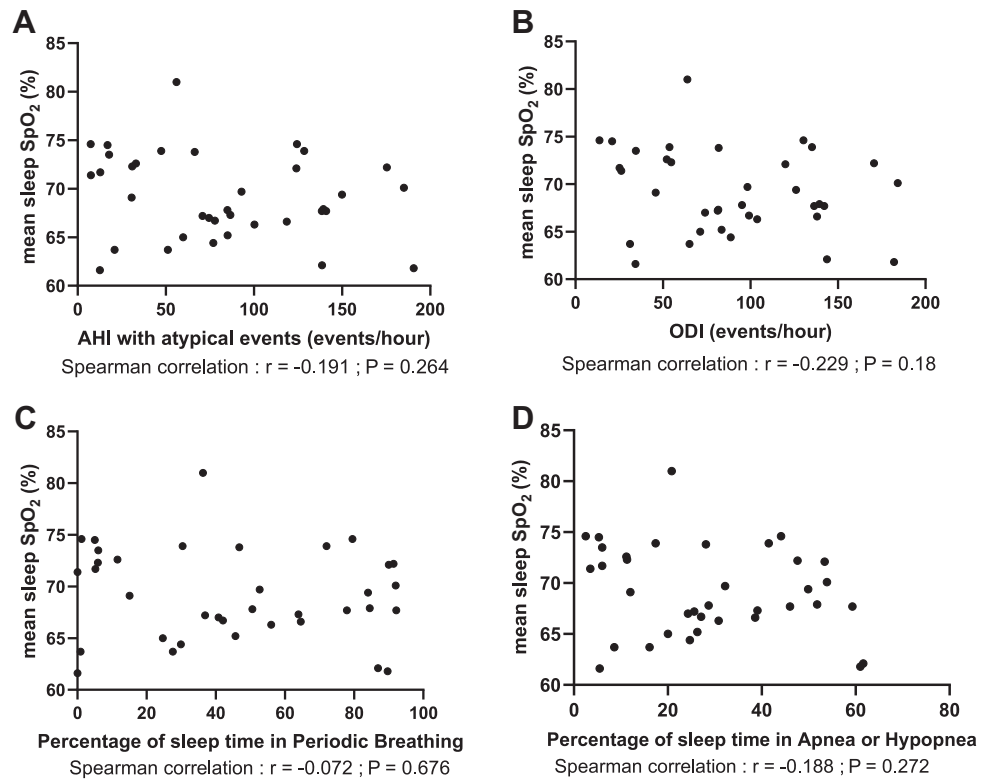 A
mean sleep SpO2 (%)
85
80
75
70
65
60
0 50 100 150 200
AHI with atypical events (events/hour)
Spearman correlation : r = -0.191 ; P = 0.264
B
mean sleep SpO2 (%)
85
80
75
70
65
60
0 50 100 150 200
ODI (events/hour)
Spearman correlation : r = -0.229 ; P = 0.18
C
mean sleep SpO2 (%)
85
80
75
70
65
60
0 20 40 60 80 100
Percentage of sleep time in Periodic Breathing
Spearman correlation : r = -0.072 ; P = 0.676
D
mean sleep SpO2 (%)
85
80
75
70
65
60
0 20 40 60 80
Percentage of sleep time in Apnea or Hypopnea
Spearman correlation : r = -0.188 ; P = 0.272